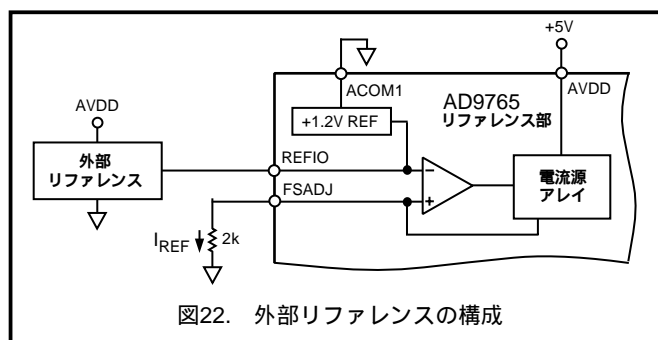 +5V
ACOM1
AVDD
AVDD
AD9765
リファレンス部
+1.2V REF
外部
リファレンス
REFIO
FSADJ
−
+
電流源
アレイ
IREF
2k
図22. 外部リファレンスの構成